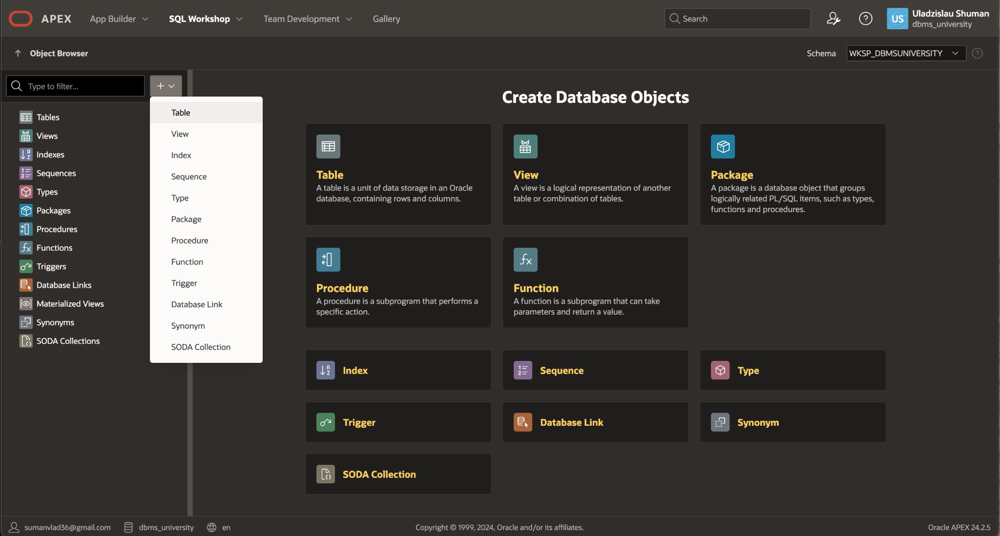 APEX
App Builder
SQL Workshop
Team Development
Gallery
Search
US
Uladzislau Shuman
dbms_university
Object Browser
Schema
WKSP_DBMSUNIVERSITY
Type to filter...
Tables
Views
Indexes
Sequences
Types
Packages
Procedures
Functions
Triggers
Database Links
Materialized Views
Synonyms
SODA Collections
Table
View
Index
Sequence
Type
Package
Procedure
Function
Trigger
Database Link
Synonym
SODA Collection
Create Database Objects
Table
A table is a unit of data storage in an Oracle
database, containing rows and columns.
View
A view is a logical representation of another
table or combination of tables.
Package
A package is a database object that groups
logically related PL/SQL items, such as types,
functions and procedures.
Procedure
A procedure is a subprogram that performs a
specific action.
Function
A function is a subprogram that can take
parameters and return a value.
Index
Sequence
Type
Trigger
Database Link
Synonym
SODA Collection
sumanvlad36@gmail.com
dbms_university
en
Copyright © 1999, 2024, Oracle and/or its affiliates.
Oracle APEX 24.2.5